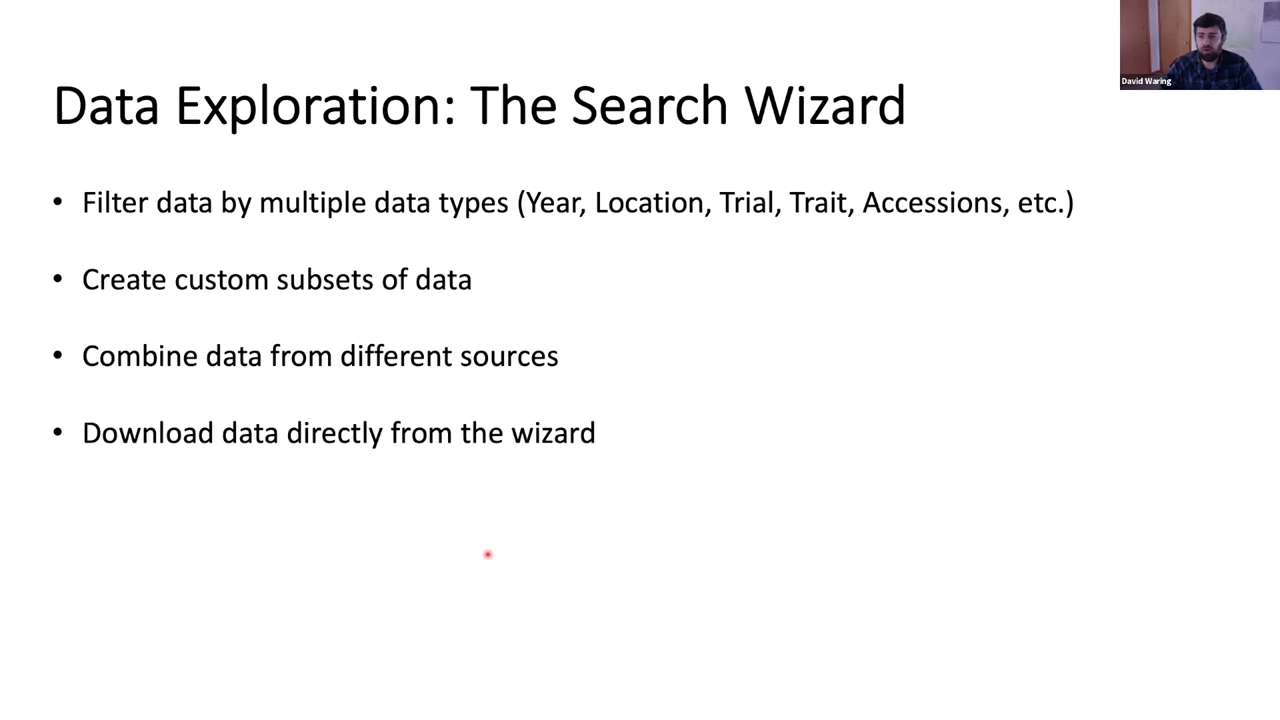 David Waring
Data Exploration: The Search Wizard
• Filter data by multiple data types (Year, Location, Trial, Trait, Accessions, etc.)
• Create custom subsets of data
• Combine data from different sources
• Download data directly from the wizard